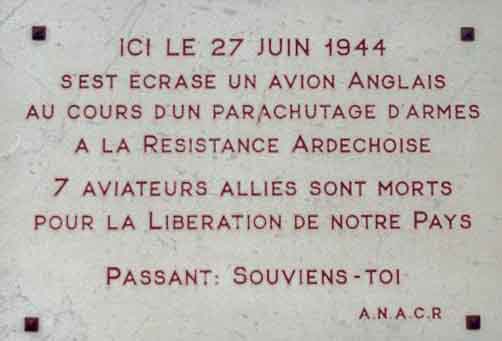 ICI LE 27 JUIN 1944
S'EST ECRASE UN AVION ANGLAIS
AU COURS D'UN PARACHUTAGE D'ARMES
A LA RESISTANCE ARDECHOISE
7 AVIATEURS ALLIES SONT MORTS
POUR LA LIBERATION DE NOTRE PAYS
PASSANT: SOUVIENS-TOI
A.N.A.C.R